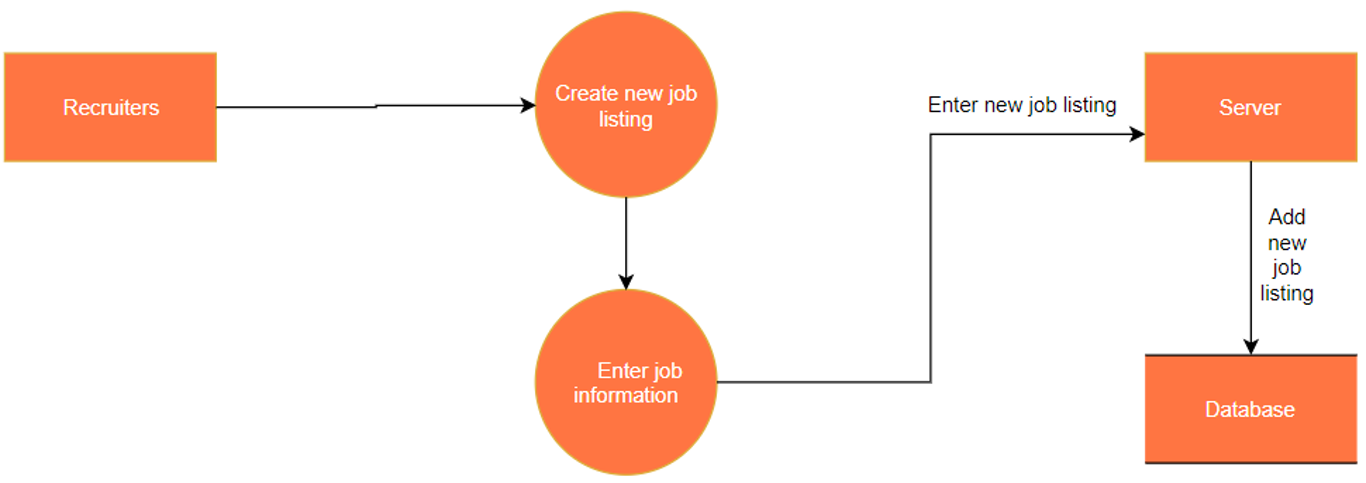 Recruiters
Create new job
listing
Enter new job listing
Server
Add
new
job
listing
Enter job
information
Database